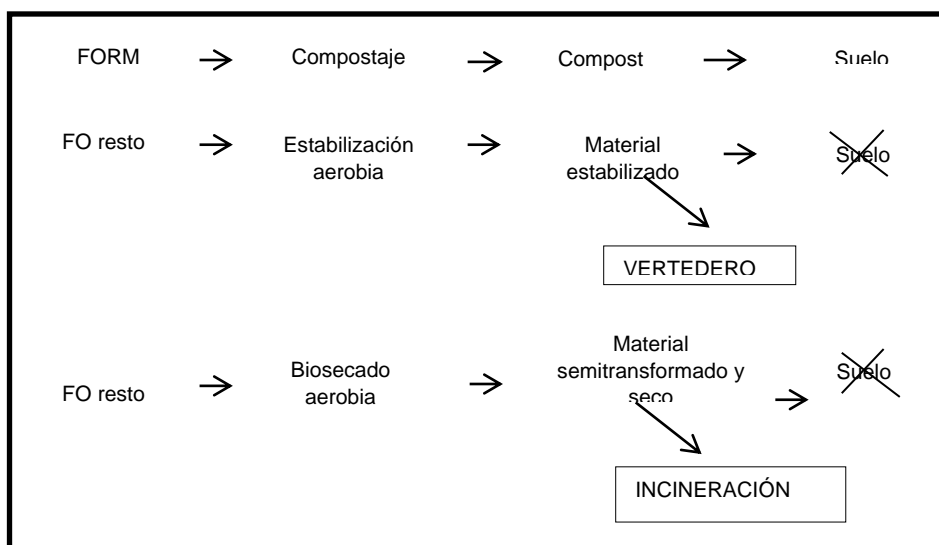 FORM Compostaje Compost Suelo
FO resto Estabilización Material Suelo
aerobia estabilizado
VERTEDERO
FO resto Biosecado Material Suelo
aerobia semitransformado y
seco
INCINERACIÓN